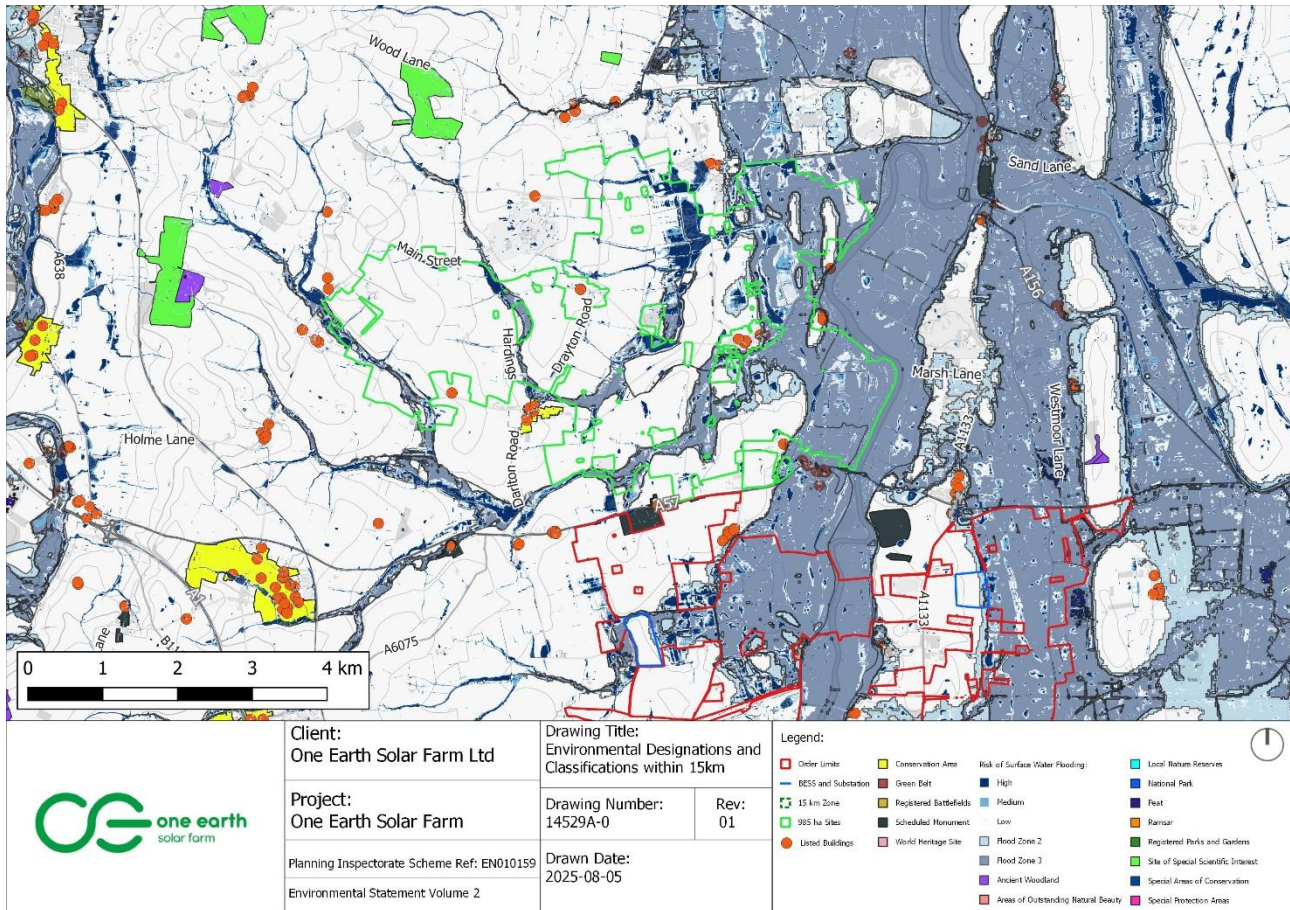 Wood Lane
Sand Lane
A638
Main Street
A156
Hardings
Drayton Road
Marsh Lane
Westmoor Lane
A1133
Holme Lane
Darlton Road
A57
A1
A1133
A6075
0 1 2 3 4 km
one earth
solar farm
Client:
One Earth Solar Farm Ltd
Project:
One Earth Solar Farm
Planning Inspectorate Scheme Ref: EN010159
Environmental Statement Volume 2
Drawing Title:
Environmental Designations and
Classifications within 15km
Drawing Number:
14529A-0
Rev:
01
Drawn Date:
2025-08-05
Legend:
Order Limits
BESS and Substation
15 km Zone
985 ha Sites
Listed Buildings
Conservation Area
Green Belt
Registered Battlefields
Scheduled Monument
World Heritage Site
Risk of Surface Water Flooding:
High
Medium
Low
Flood Zone 2
Flood Zone 3
Ancient Woodland
Areas of Outstanding Natural Beauty
Local Nature Reserves
National Park
Peat
Ramsar
Registered Parks and Gardens
Site of Special Scientific Interest
Special Areas of Conservation
Special Protection Areas